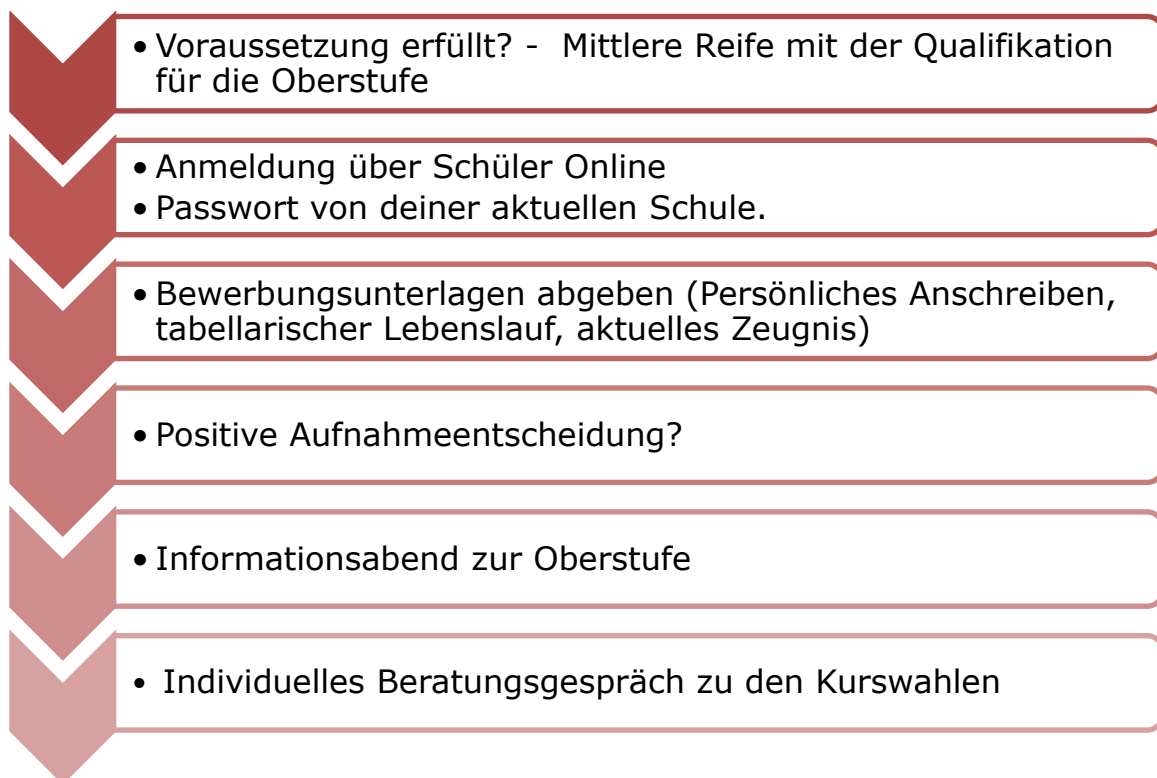 • Voraussetzung erfüllt? - Mittlere Reife mit der Qualifikation
für die Oberstufe
• Anmeldung über Schüler Online
• Passwort von deiner aktuellen Schule.
• Bewerbungsunterlagen abgeben (Persönliches Anschreiben,
tabellarischer Lebenslauf, aktuelles Zeugnis)
• Positive Aufnahmeentscheidung?
• Informationsabend zur Oberstufe
• Individuelles Beratungsgespräch zu den Kurswahlen